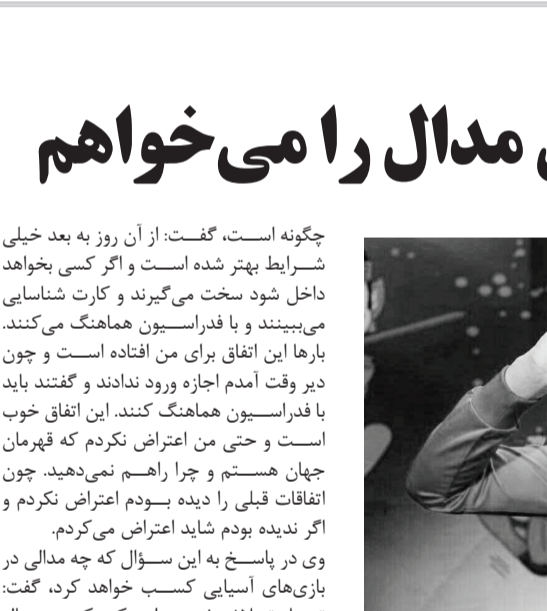 مدال را می‌خواهم
چگونه است، گفت: از آن روز به بعد خیلی
شرایط بهتر شده است و اگر کسی بخواهد
داخل شود سخت می‌گیرند و کارت شناسایی
می‌بینند و با فدراسیون هماهنگ می‌کنند.
بارها این اتفاق برای من افتاده است و چون
دیر وقت آمدم اجازه ورود ندادند و گفتند باید
با فدراسیون هماهنگ کنند. این اتفاق خوب
است و حتی من اعتراض نکردم که قهرمان
جهان هستم و چرا راهم نمی‌دهید. چون
اتفاقات قبلی را دیده بودم اعتراض نکردم و
اگر ندیده بودم شاید اعتراض می‌کردم.
وی در پاسخ به این سؤال که چه مدالی در
بازی‌های آسیایی کسب خواهد کرد، گفت: